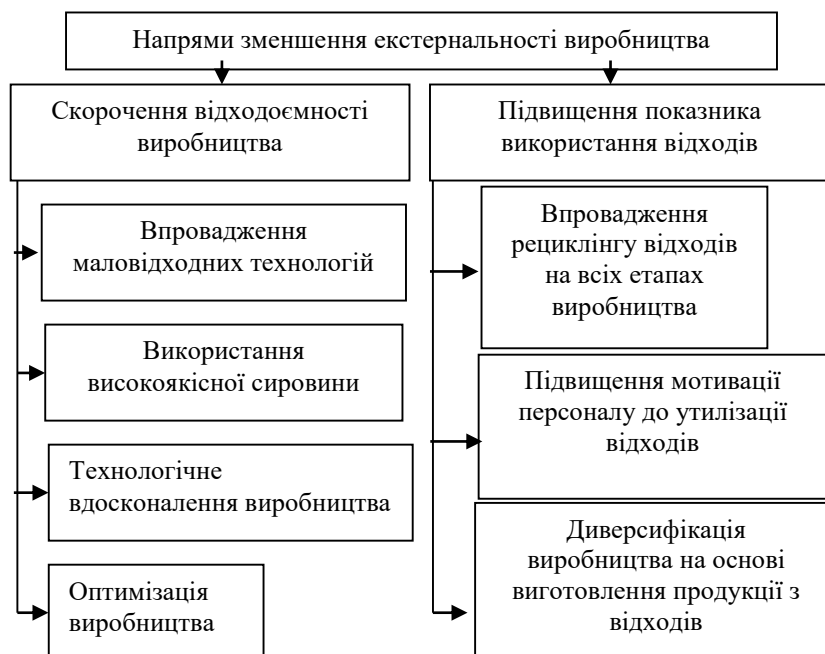 Напрями зменшення екстернальності виробництва
Скорочення відходоємності
виробництва
Впровадження
маловідходних технологій
Використання
високоякісної сировини
Технологічне
вдосконалення виробництва
Оптимізація
виробництва
Підвищення показника
використання відходів
Впровадження
рециклінгу відходів
на всіх етапах
виробництва
Підвищення мотивації
персоналу до утилізації
відходів
Диверсифікація
виробництва на основі
виготовлення продукції з
відходів